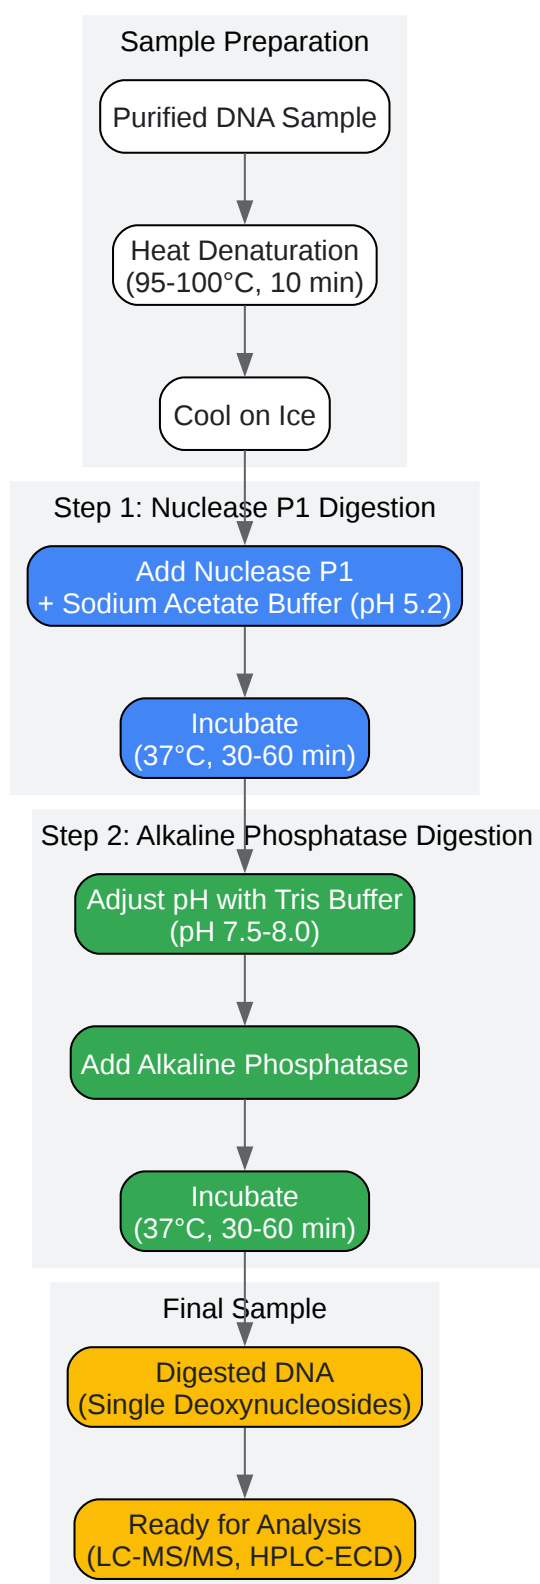 Sample Preparation
Purified DNA Sample
Heat Denaturation
(95-100°C, 10 min)
Cool on Ice
Step 1: Nuclease P1 Digestion
Add Nuclease P1
+ Sodium Acetate Buffer (pH 5.2)
Incubate
(37°C, 30-60 min)
Step 2: Alkaline Phosphatase Digestion
Adjust pH with Tris Buffer
(pH 7.5-8.0)
Add Alkaline Phosphatase
Incubate
(37°C, 30-60 min)
Final Sample
Digested DNA
(Single Deoxynucleosides)
Ready for Analysis
(LC-MS/MS, HPLC-ECD)